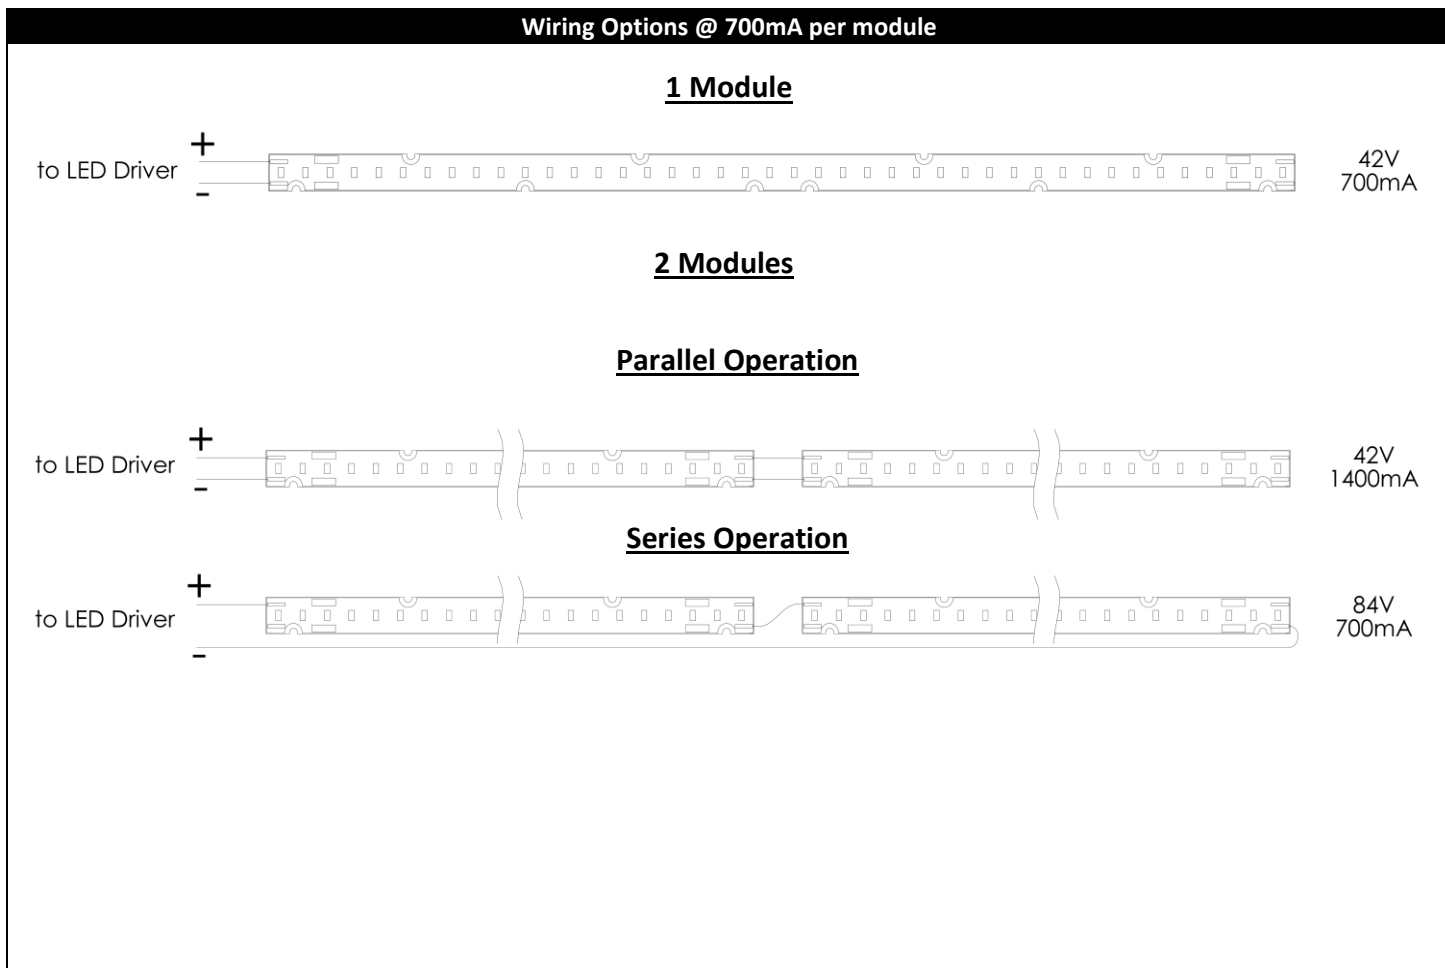 Wiring Options @ 700mA per module
1 Module
+
to LED Driver
-
42V
700mA
2 Modules
Parallel Operation
+
to LED Driver
-
42V
1400mA
Series Operation
+
to LED Driver
-
84V
700mA